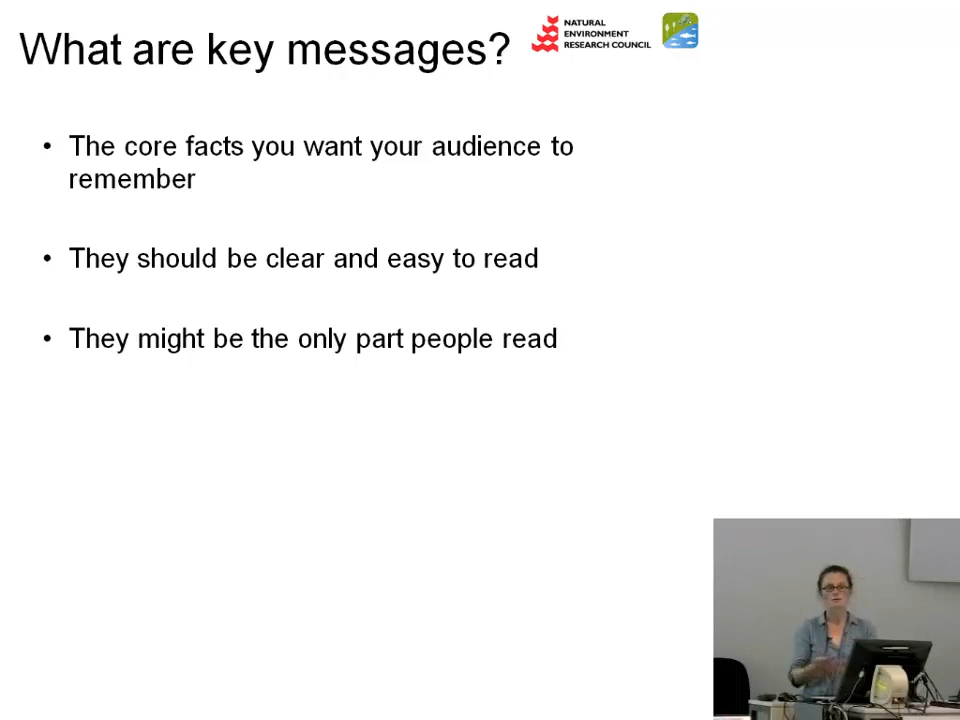 What are key messages?
NATURAL
ENVIRONMENT
RESEARCH COUNCIL
• The core facts you want your audience to
remember
• They should be clear and easy to read
• They might be the only part people read